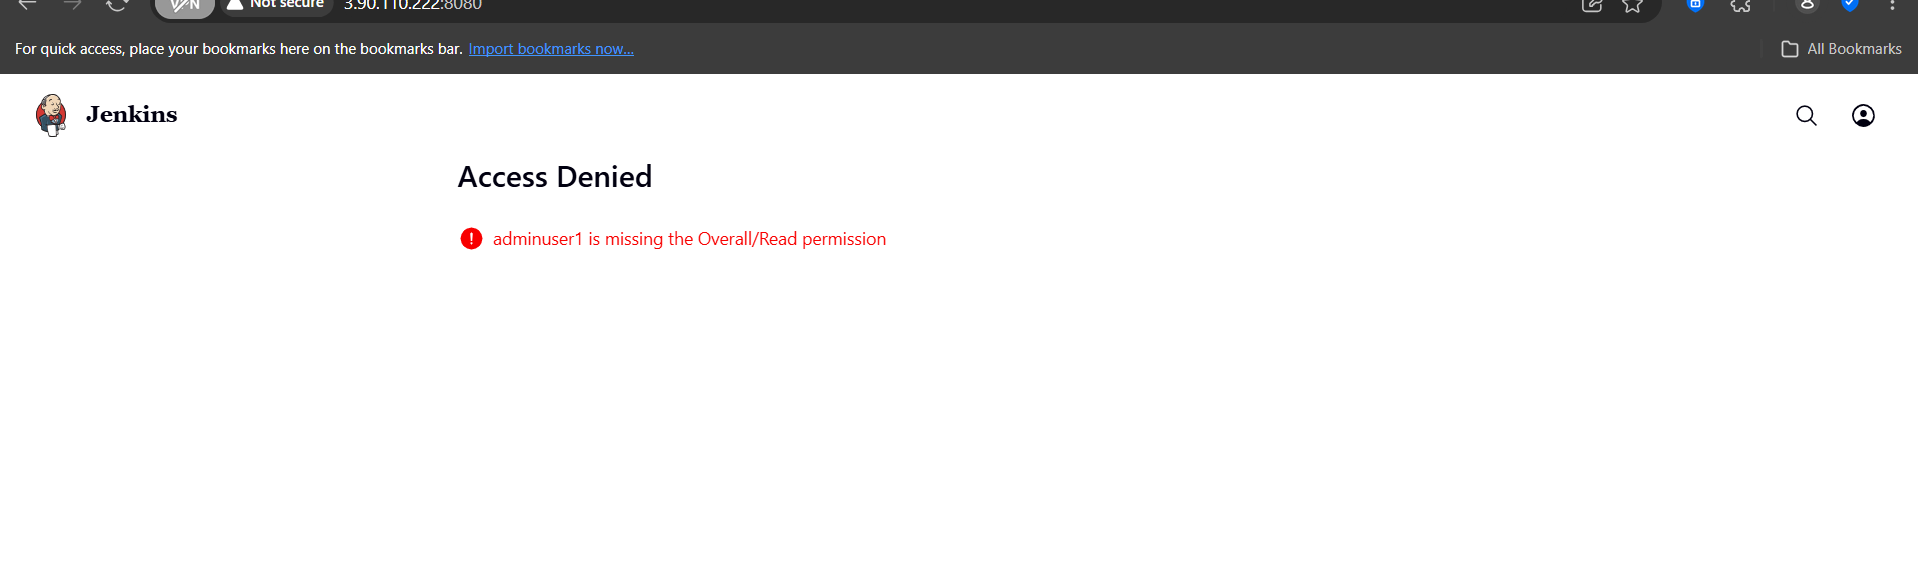 Not secure 3.90.110.222:8080
For quick access, place your bookmarks here on the bookmarks bar. Import bookmarks now... All Bookmarks
Jenkins
Access Denied
adminuser1 is missing the Overall/Read permission